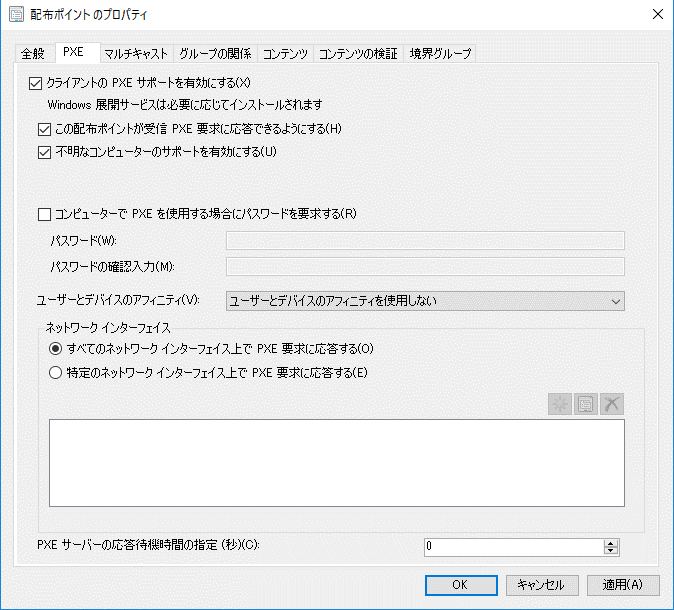 配布ポイントのプロパティ
全般 PXE マルチキャスト グループの関係 コンテンツ コンテンツの検証 境界グループ
クライアントの PXE サポートを有効にする(X)
Windows 展開サービスは必要に応じてインストールされます
この配布ポイントが受信 PXE 要求に応答できるようにする(H)
不明なコンピューターのサポートを有効にする(U)
コンピューターで PXE を使用する場合にパスワードを要求する(R)
パスワード(W):
パスワードの確認入力(M):
ユーザーとデバイスのアフィニティ(V): ユーザーとデバイスのアフィニティを使用しない
ネットワーク インターフェイス
すべてのネットワーク インターフェイス上で PXE 要求に応答する(O)
特定のネットワーク インターフェイス上で PXE 要求に応答する(E)
PXE サーバーの応答待機時間の指定 (秒)(C): 0
OK キャンセル 適用(A)